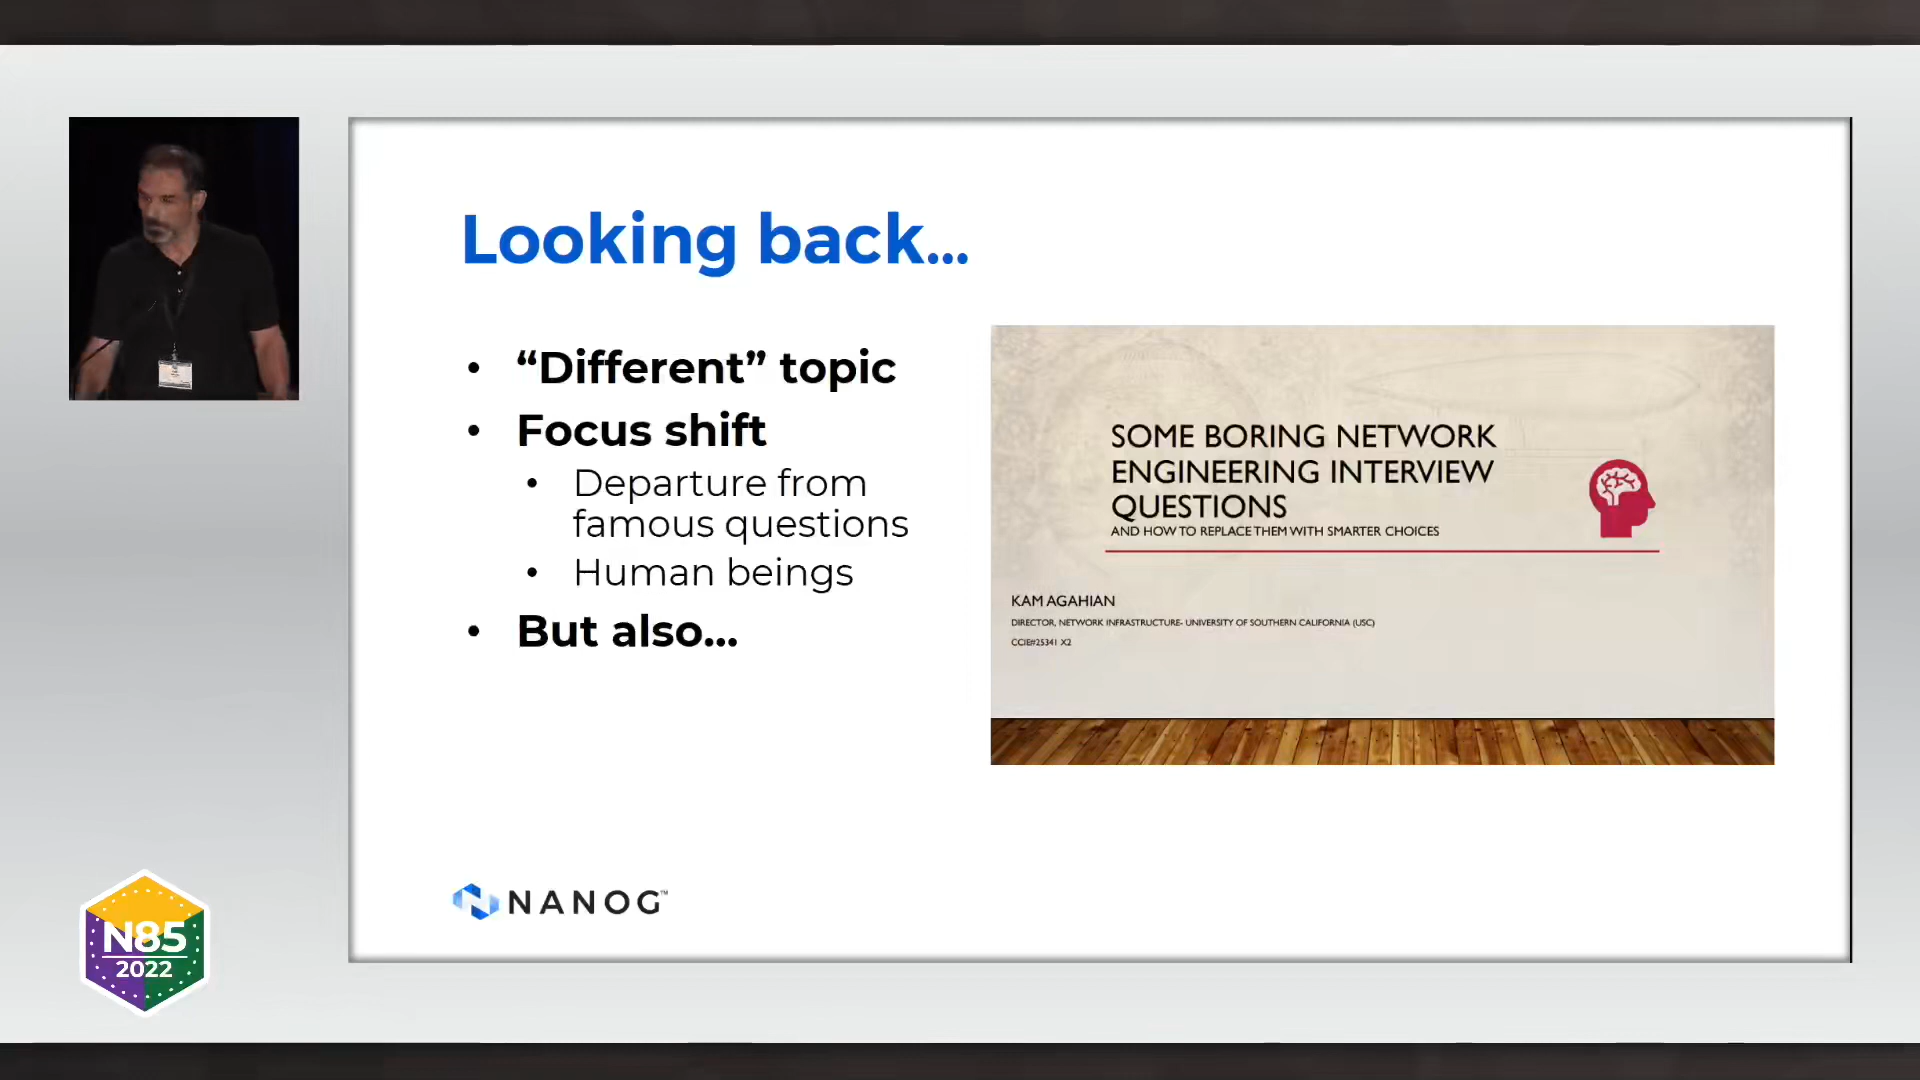 Looking back...
• “Different” topic
• Focus shift
• Departure from
famous questions
• Human beings
• But also...
SOME BORING NETWORK
ENGINEERING INTERVIEW
QUESTIONS
AND HOW TO REPLACE THEM WITH SMARTER CHOICES
KAM AGAHIAN
DIRECTOR, NETWORK INFRASTRUCTURE- UNIVERSITY OF SOUTHERN CALIFORNIA (USC)
CCIE#25341 X2
NANOG™
N85
2022